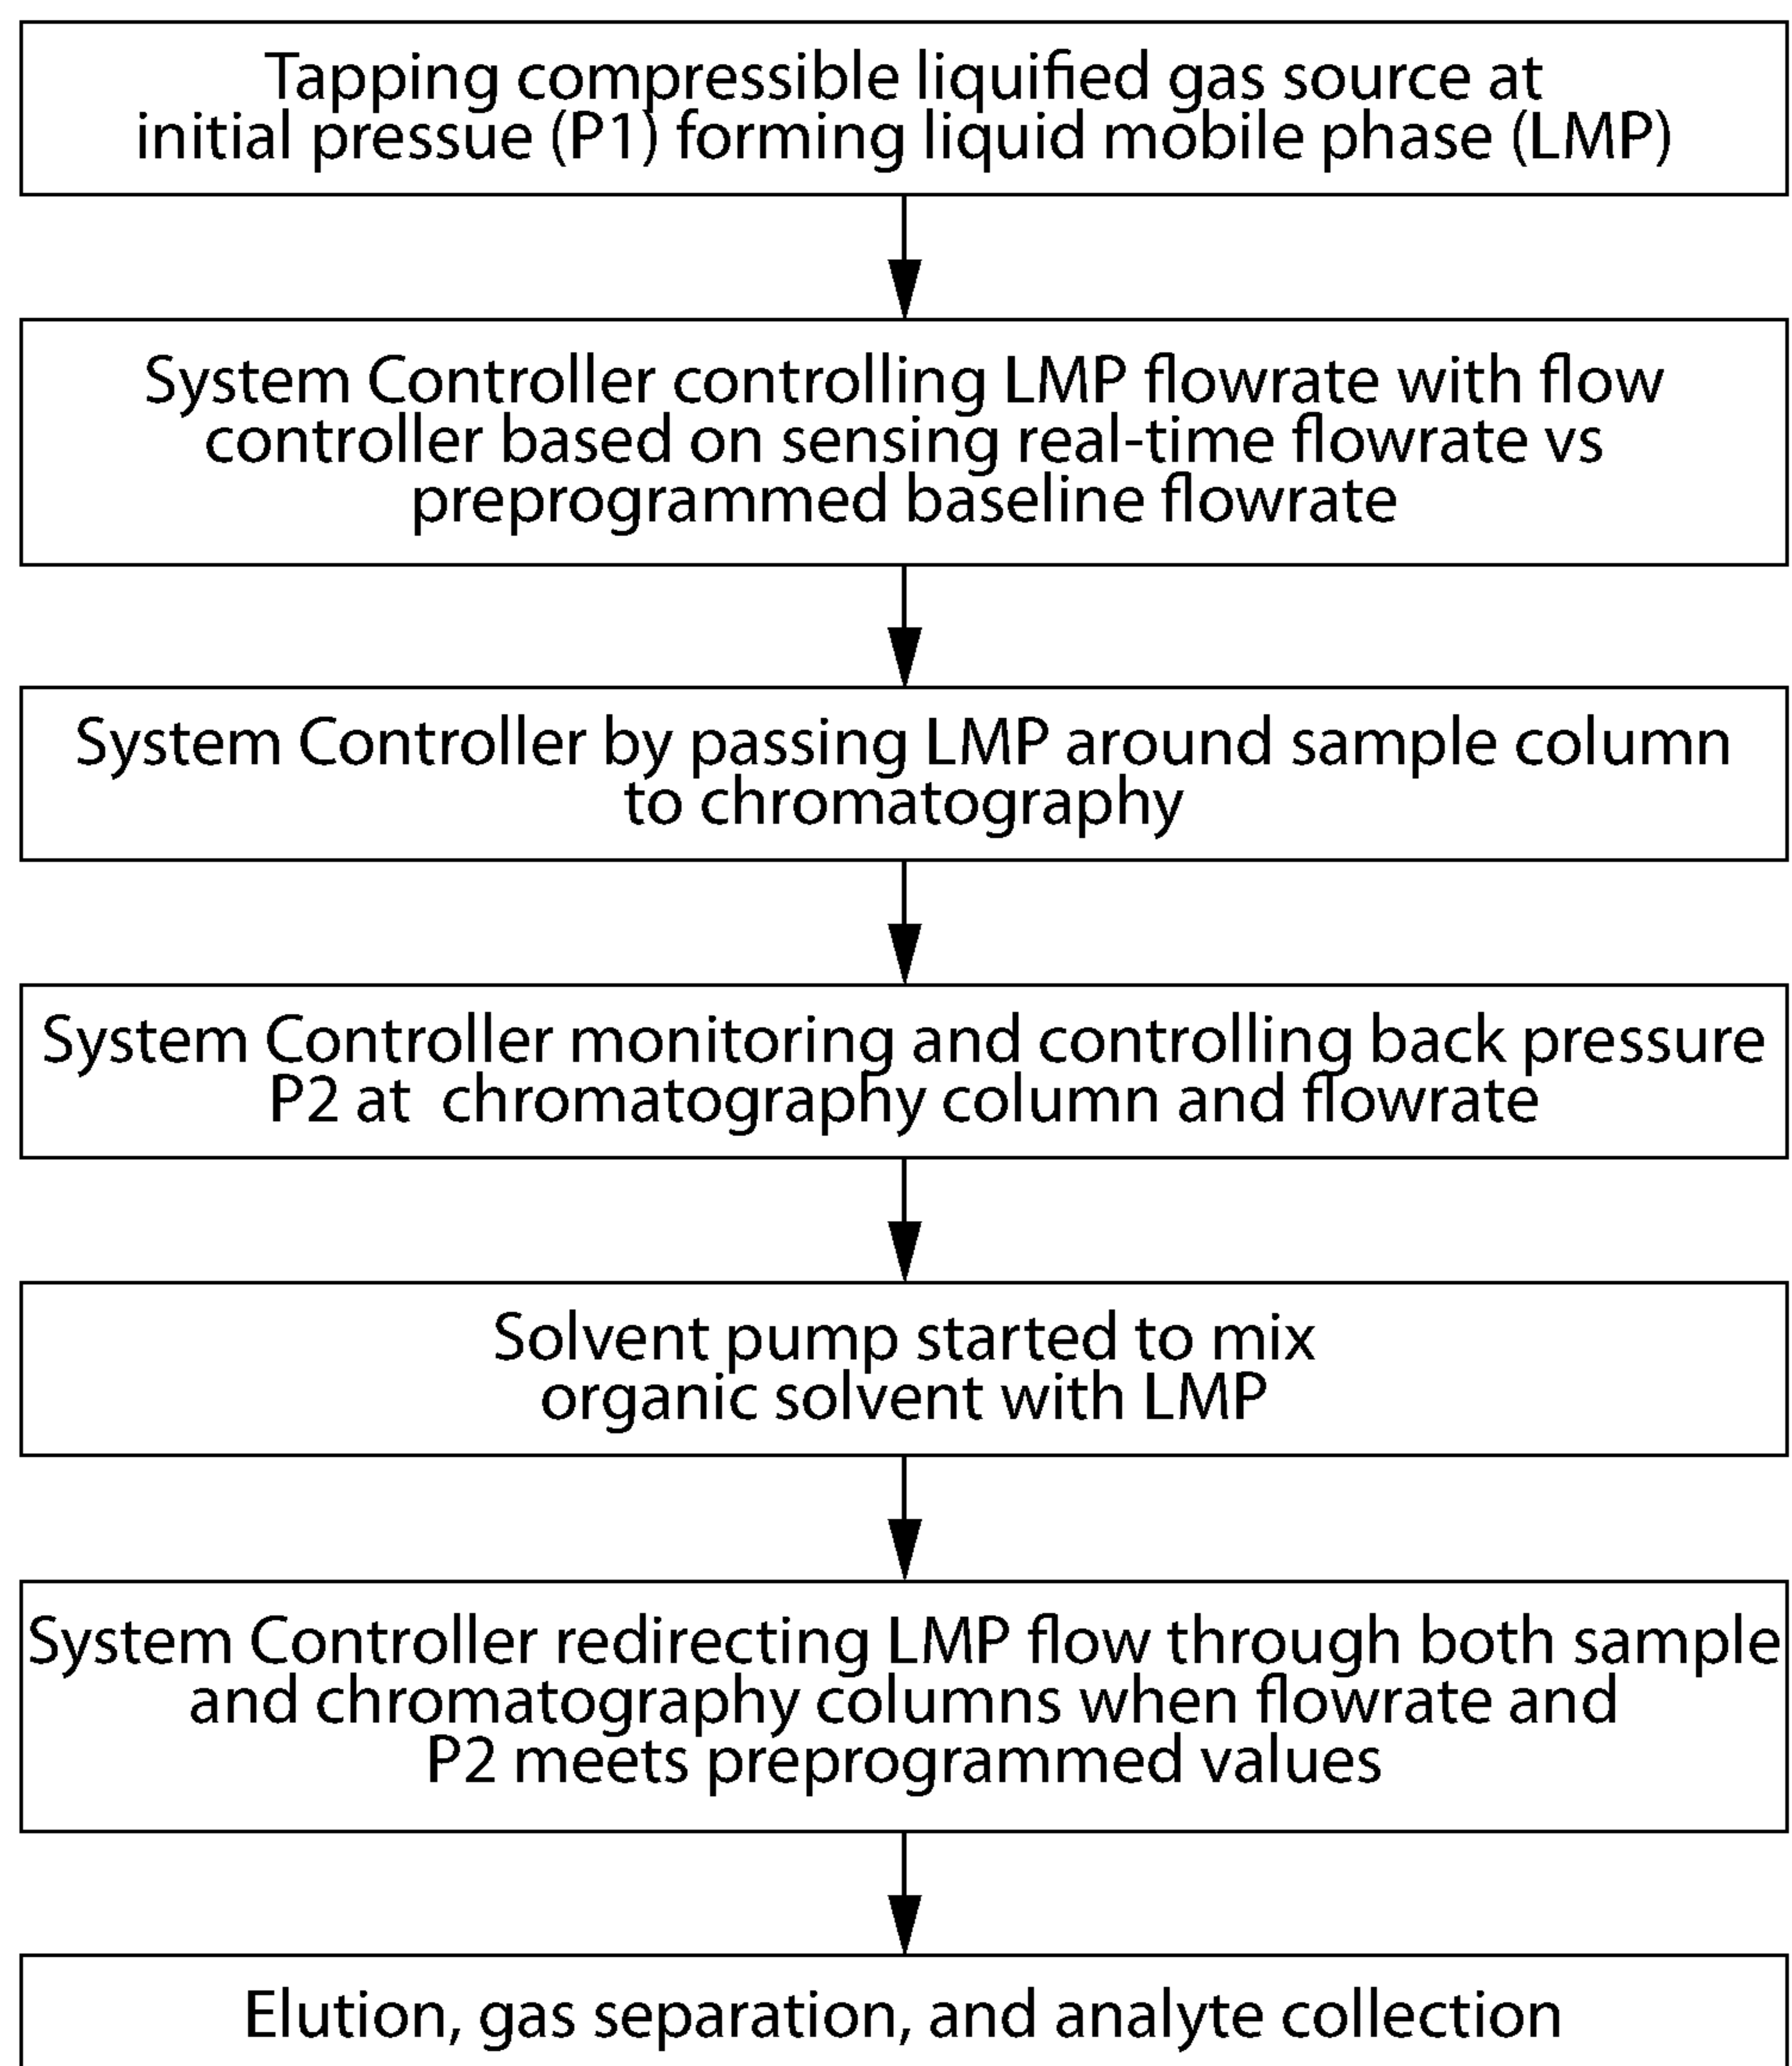 Tapping compressible liquified gas source at
initial pressue (P1) forming liquid mobile phase (LMP)
System Controller controlling LMP flowrate with flow
controller based on sensing real-time flowrate vs
preprogrammed baseline flowrate
System Controller by passing LMP around sample column
to chromatography
System Controller monitoring and controlling back pressure
P2 at chromatography column and flowrate
Solvent pump started to mix
organic solvent with LMP
System Controller redirecting LMP flow through both sample
and chromatography columns when flowrate and
P2 meets preprogrammed values
Elution, gas separation, and analyte collection